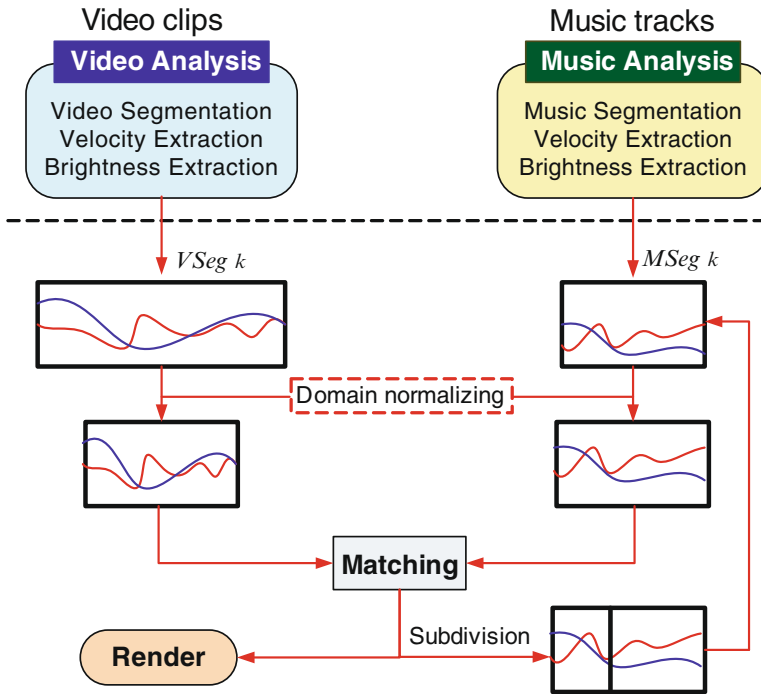 Video clips
Music tracks
Video Analysis
Music Analysis
Video Segmentation
Velocity Extraction
Brightness Extraction
Music Segmentation
Velocity Extraction
Brightness Extraction
VSeg k
MSeg k
Domain normalizing
Matching
Subdivision
Render